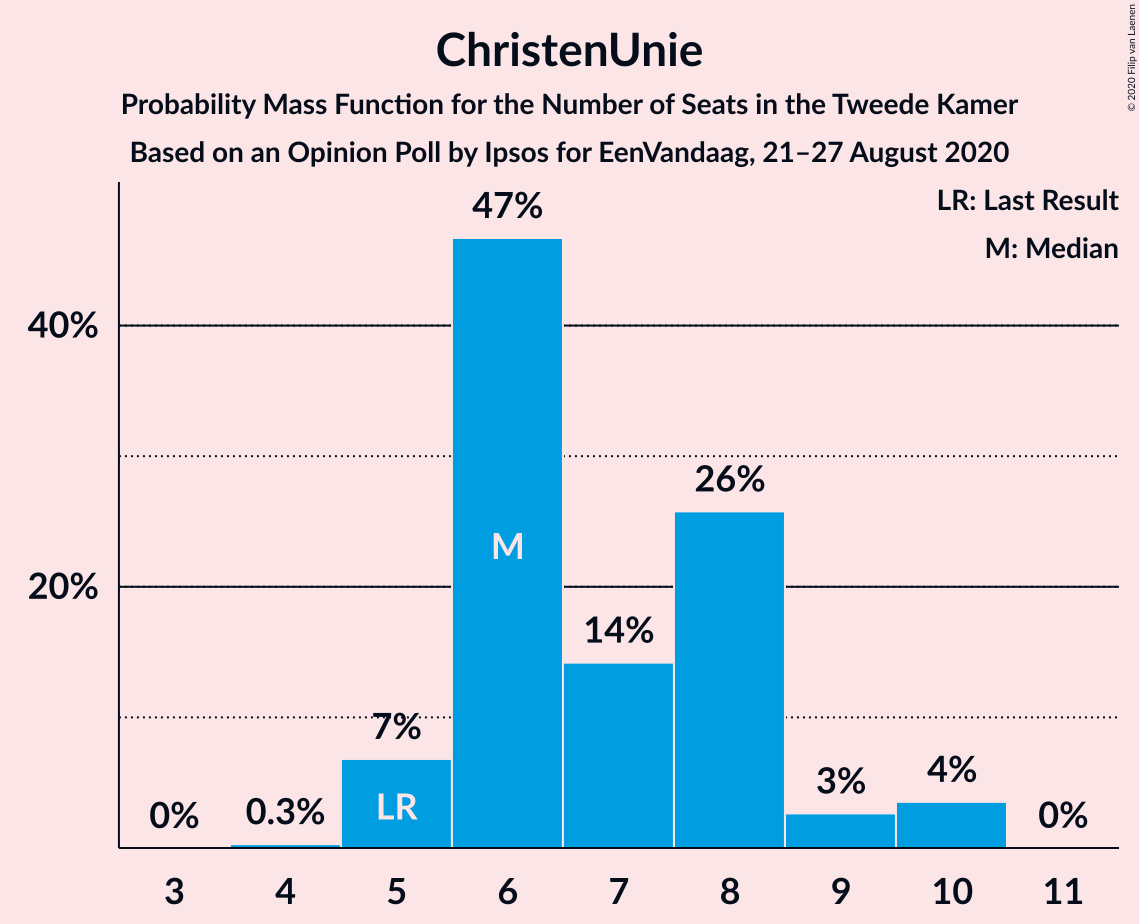 ChristenUnie
Probability Mass Function for the Number of Seats in the Tweede Kamer
Based on an Opinion Poll by Ipsos for EenVandaag, 21–27 August 2020
© 2020 Filip van Laenen
LR: Last Result
M: Median
47%
40%
26%
M
20%
14%
7%
4%
3%
LR
0.3%
0%
0%
3 4 5 6 7 8 9 10 11